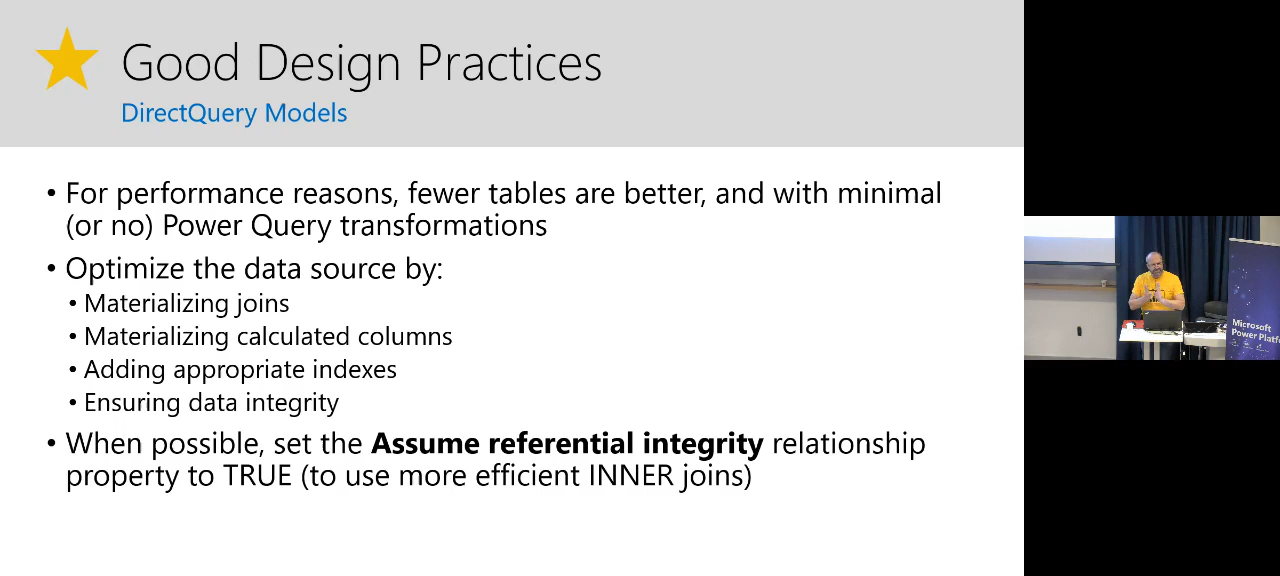 Good Design Practices
DirectQuery Models
• For performance reasons, fewer tables are better, and with minimal
(or no) Power Query transformations
• Optimize the data source by:
• Materializing joins
• Materializing calculated columns
• Adding appropriate indexes
• Ensuring data integrity
• When possible, set the Assume referential integrity relationship
property to TRUE (to use more efficient INNER joins)
Microsoft
Power Platf